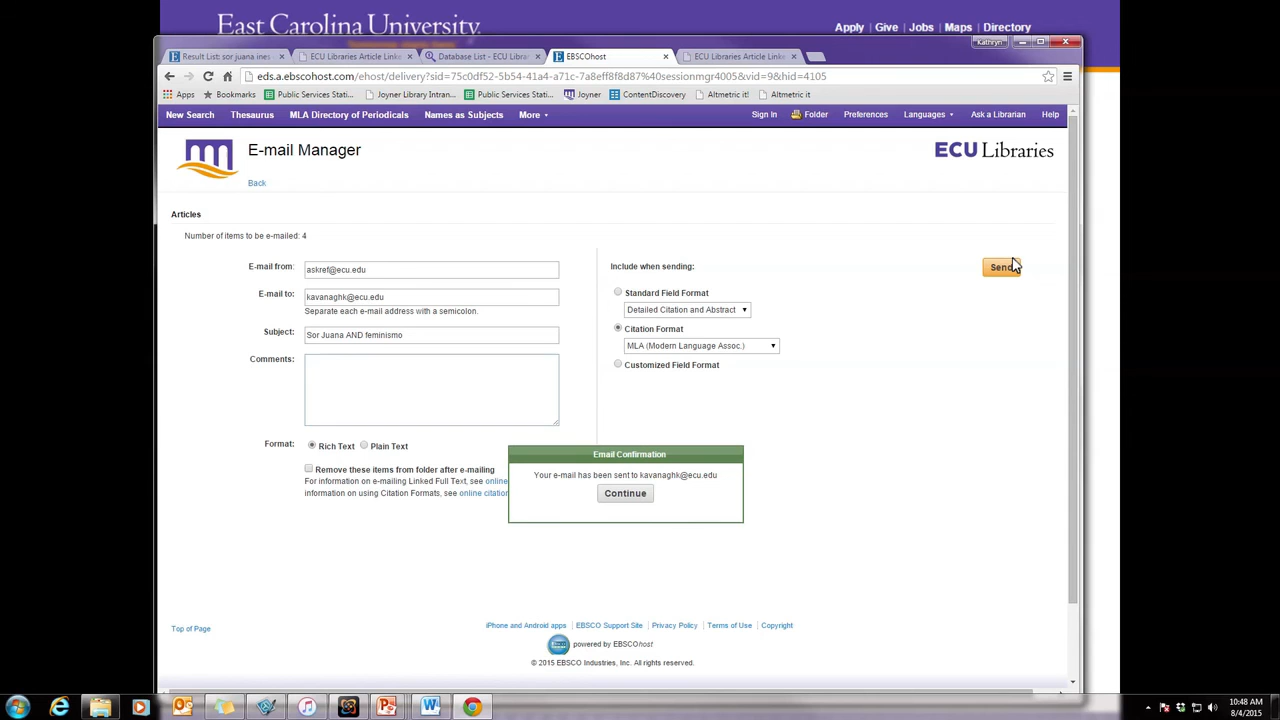 East Carolina University.
Apply Give Jobs Maps Directory
Kathryn
Result List: sor juana ines ECU Libraries Article Linke Database List - ECU Librar EBSCOhost ECU Libraries Article Linke
eds.a.ebscohost.com/ehost/delivery?sid=75c0df52-5b54-41a4-a71c-7a8eff8f8d87%40sessionmgr4005&vid=9&hid=4105
Apps Bookmarks Public Services Stati... Joyner Library Intran... Public Services Stati... Joyner ContentDiscovery Altmetric it! Altmetric it
New Search Thesaurus MLA Directory of Periodicals Names as Subjects More Sign In Folder Preferences Languages Ask a Librarian Help
E-mail Manager
ECU Libraries
Back
Articles
Number of items to be e-mailed: 4
E-mail from: askref@ecu.edu
E-mail to: kavanaghk@ecu.edu
Separate each e-mail address with a semicolon.
Subject: Sor Juana AND feminismo
Comments:
Format: Rich Text Plain Text
Remove these items from folder after e-mailing
For information on e-mailing Linked Full Text, see online
information on using Citation Formats, see online citation
Include when sending:
Send
Standard Field Format
Detailed Citation and Abstract
Citation Format
MLA (Modern Language Assoc.)
Customized Field Format
Email Confirmation
Your e-mail has been sent to kavanaghk@ecu.edu
Continue
Top of Page
iPhone and Android apps EBSCO Support Site Privacy Policy Terms of Use Copyright
powered by EBSCOhost
© 2015 EBSCO Industries, Inc. All rights reserved.
10:48 AM
8/4/2015